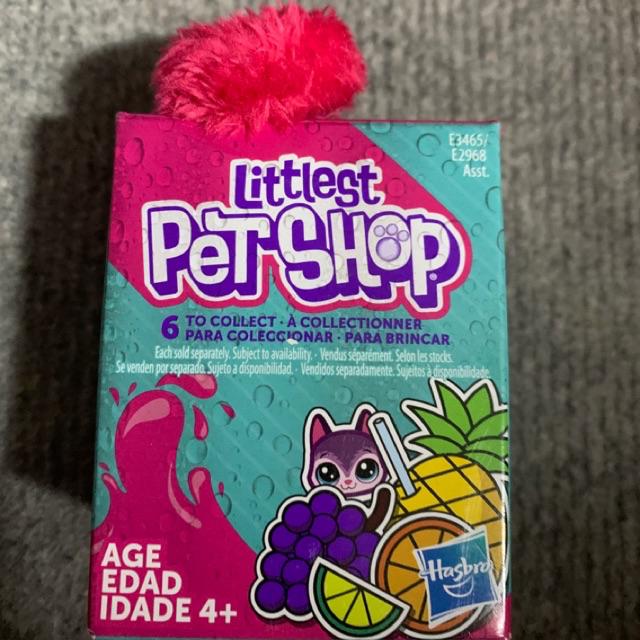 E3465/
E2968
Asst.
Littlest
PET SHOP
6 TO COLLECT · À COLLECTIONNER
PARA COLECCIONAR · PARA BRINCAR
Each sold separately. Subject to availability. · Vendus séparément. Selon les stocks.
Se venden por separado. Sujeto a disponibilidad. · Vendidos separadamente. Sujeitos à disponibilidade.
AGE
EDAD
IDADE 4+
Hasbro